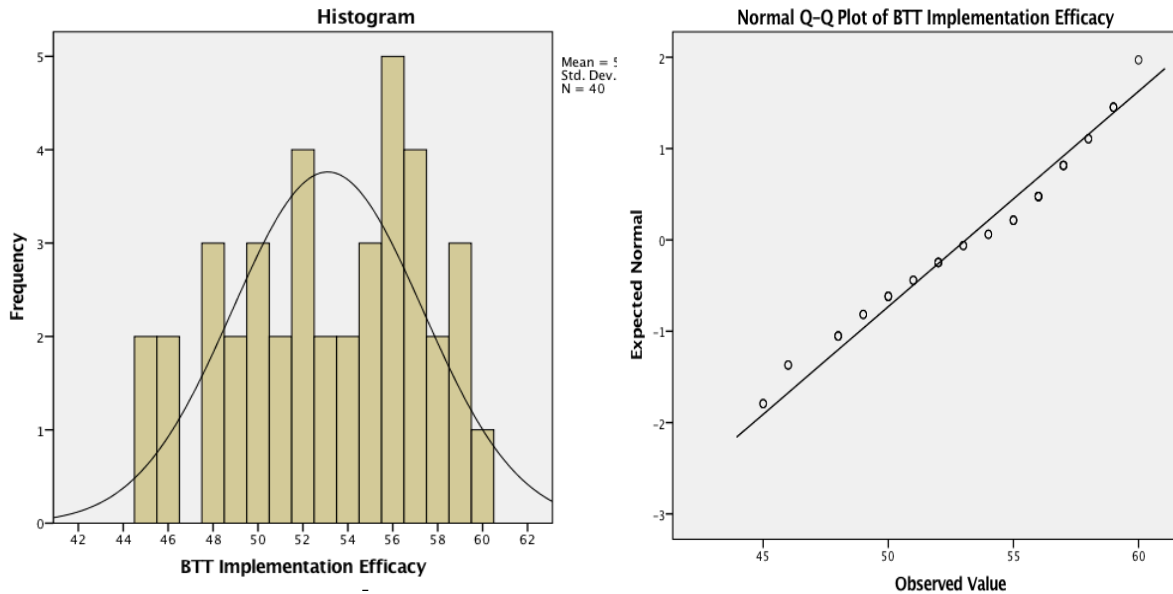 Histogram
Mean =
Std. Dev.
N = 40
5
4
3
2
1
0
Frequency
42 44 46 48 50 52 54 56 58 60 62
BTT Implementation Efficacy
Normal Q-Q Plot of BTT Implementation Efficacy
2
1
0
-1
-2
-3
Expected Normal
45 50 55 60
Observed Value